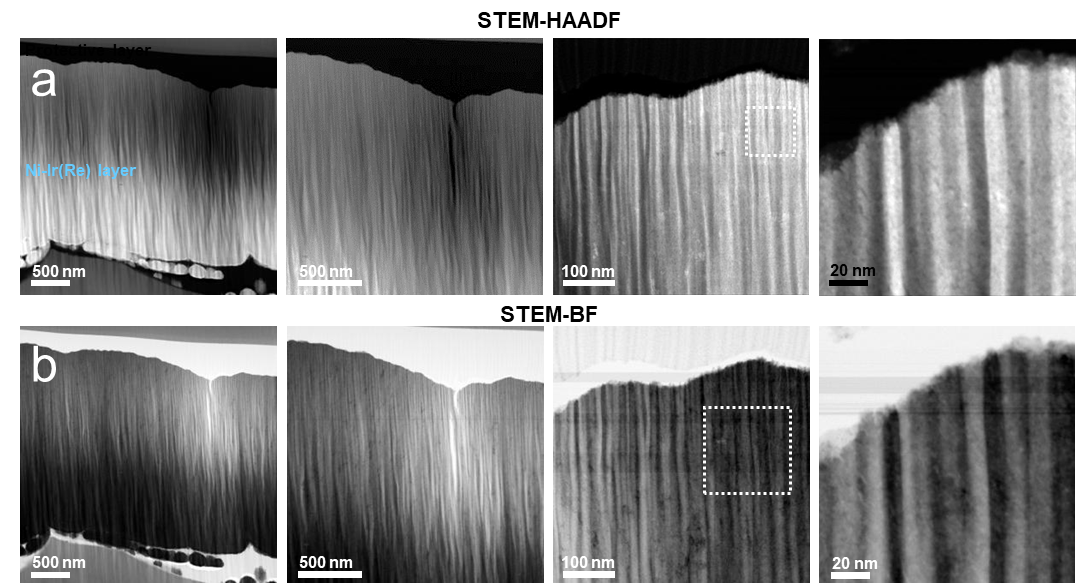 STEM-HAADF
layer
a
Ni-Ir(Re) layer
500 nm
500 nm
100 nm
20 nm
STEM-BF
b
500 nm
500 nm
100 nm
20 nm